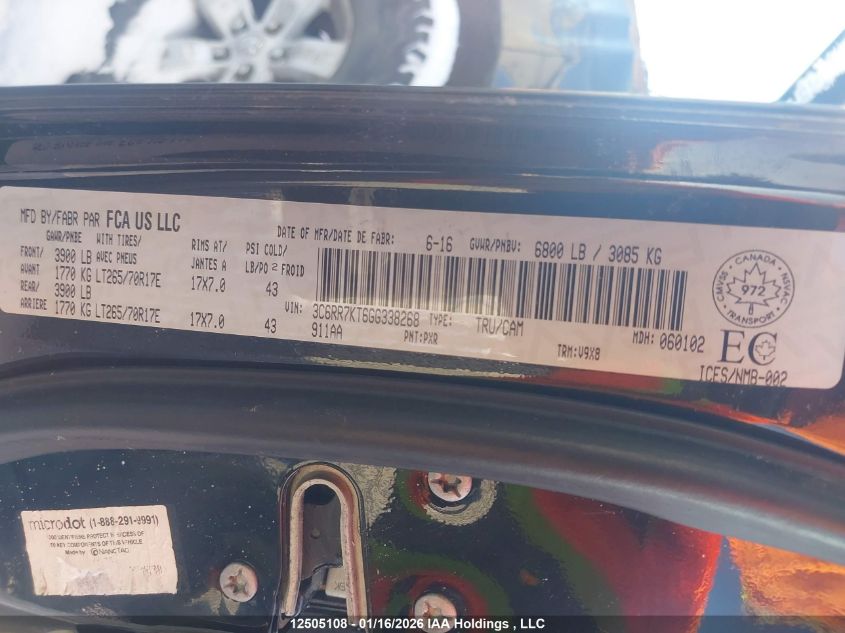 MFD BY/FABR PAR FCA US LLC DATE OF MFR/DATE DE FABR: 6-16 GVWR/PNBV: 6800 LB / 3085 KG
GAWR/PNBE WITH TIRES/ RIMS AT/ PSI COLD/
FRONT/ 3900 LB AVEC PNEUS JANTES A LB/PO2 FROID
AVANT 1770 KG LT265/70R17E 17X7.0 43
REAR/ 3900 LB
ARRIERE 1770 KG LT265/70R17E 17X7.0 43
VIN: 3C6RR7KT6GG338268 TYPE: TRU/CAM
911AA PNT:PXR TRM:V9X8 MDH: 060102
CANADA
CMVSS NSVAC
972
TRANSPORT
EC
ICES/NMB-002
microdot (1-888-291-9991)
Made by ©NANOTAG
12505108 - 01/16/2026 IAA Holdings , LLC